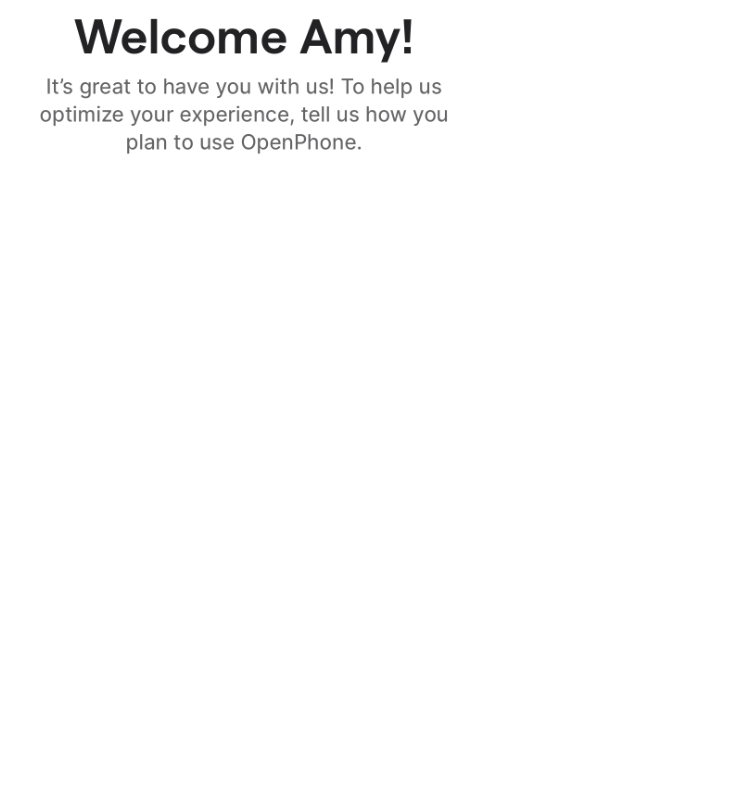 Welcome Amy!
It’s great to have you with us! To help us
optimize your experience, tell us how you
plan to use OpenPhone.